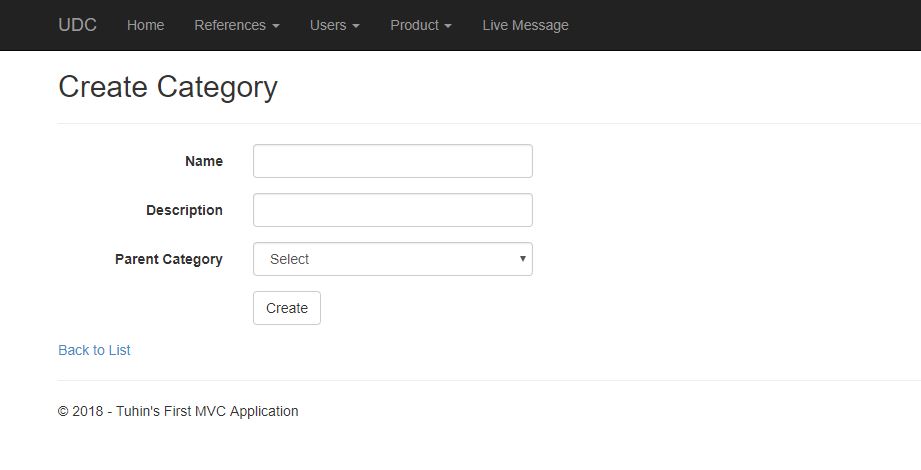 UDC Home References Users Product Live Message
Create Category
Name
Description
Parent Category Select
Create
Back to List
© 2018 - Tuhin's First MVC Application